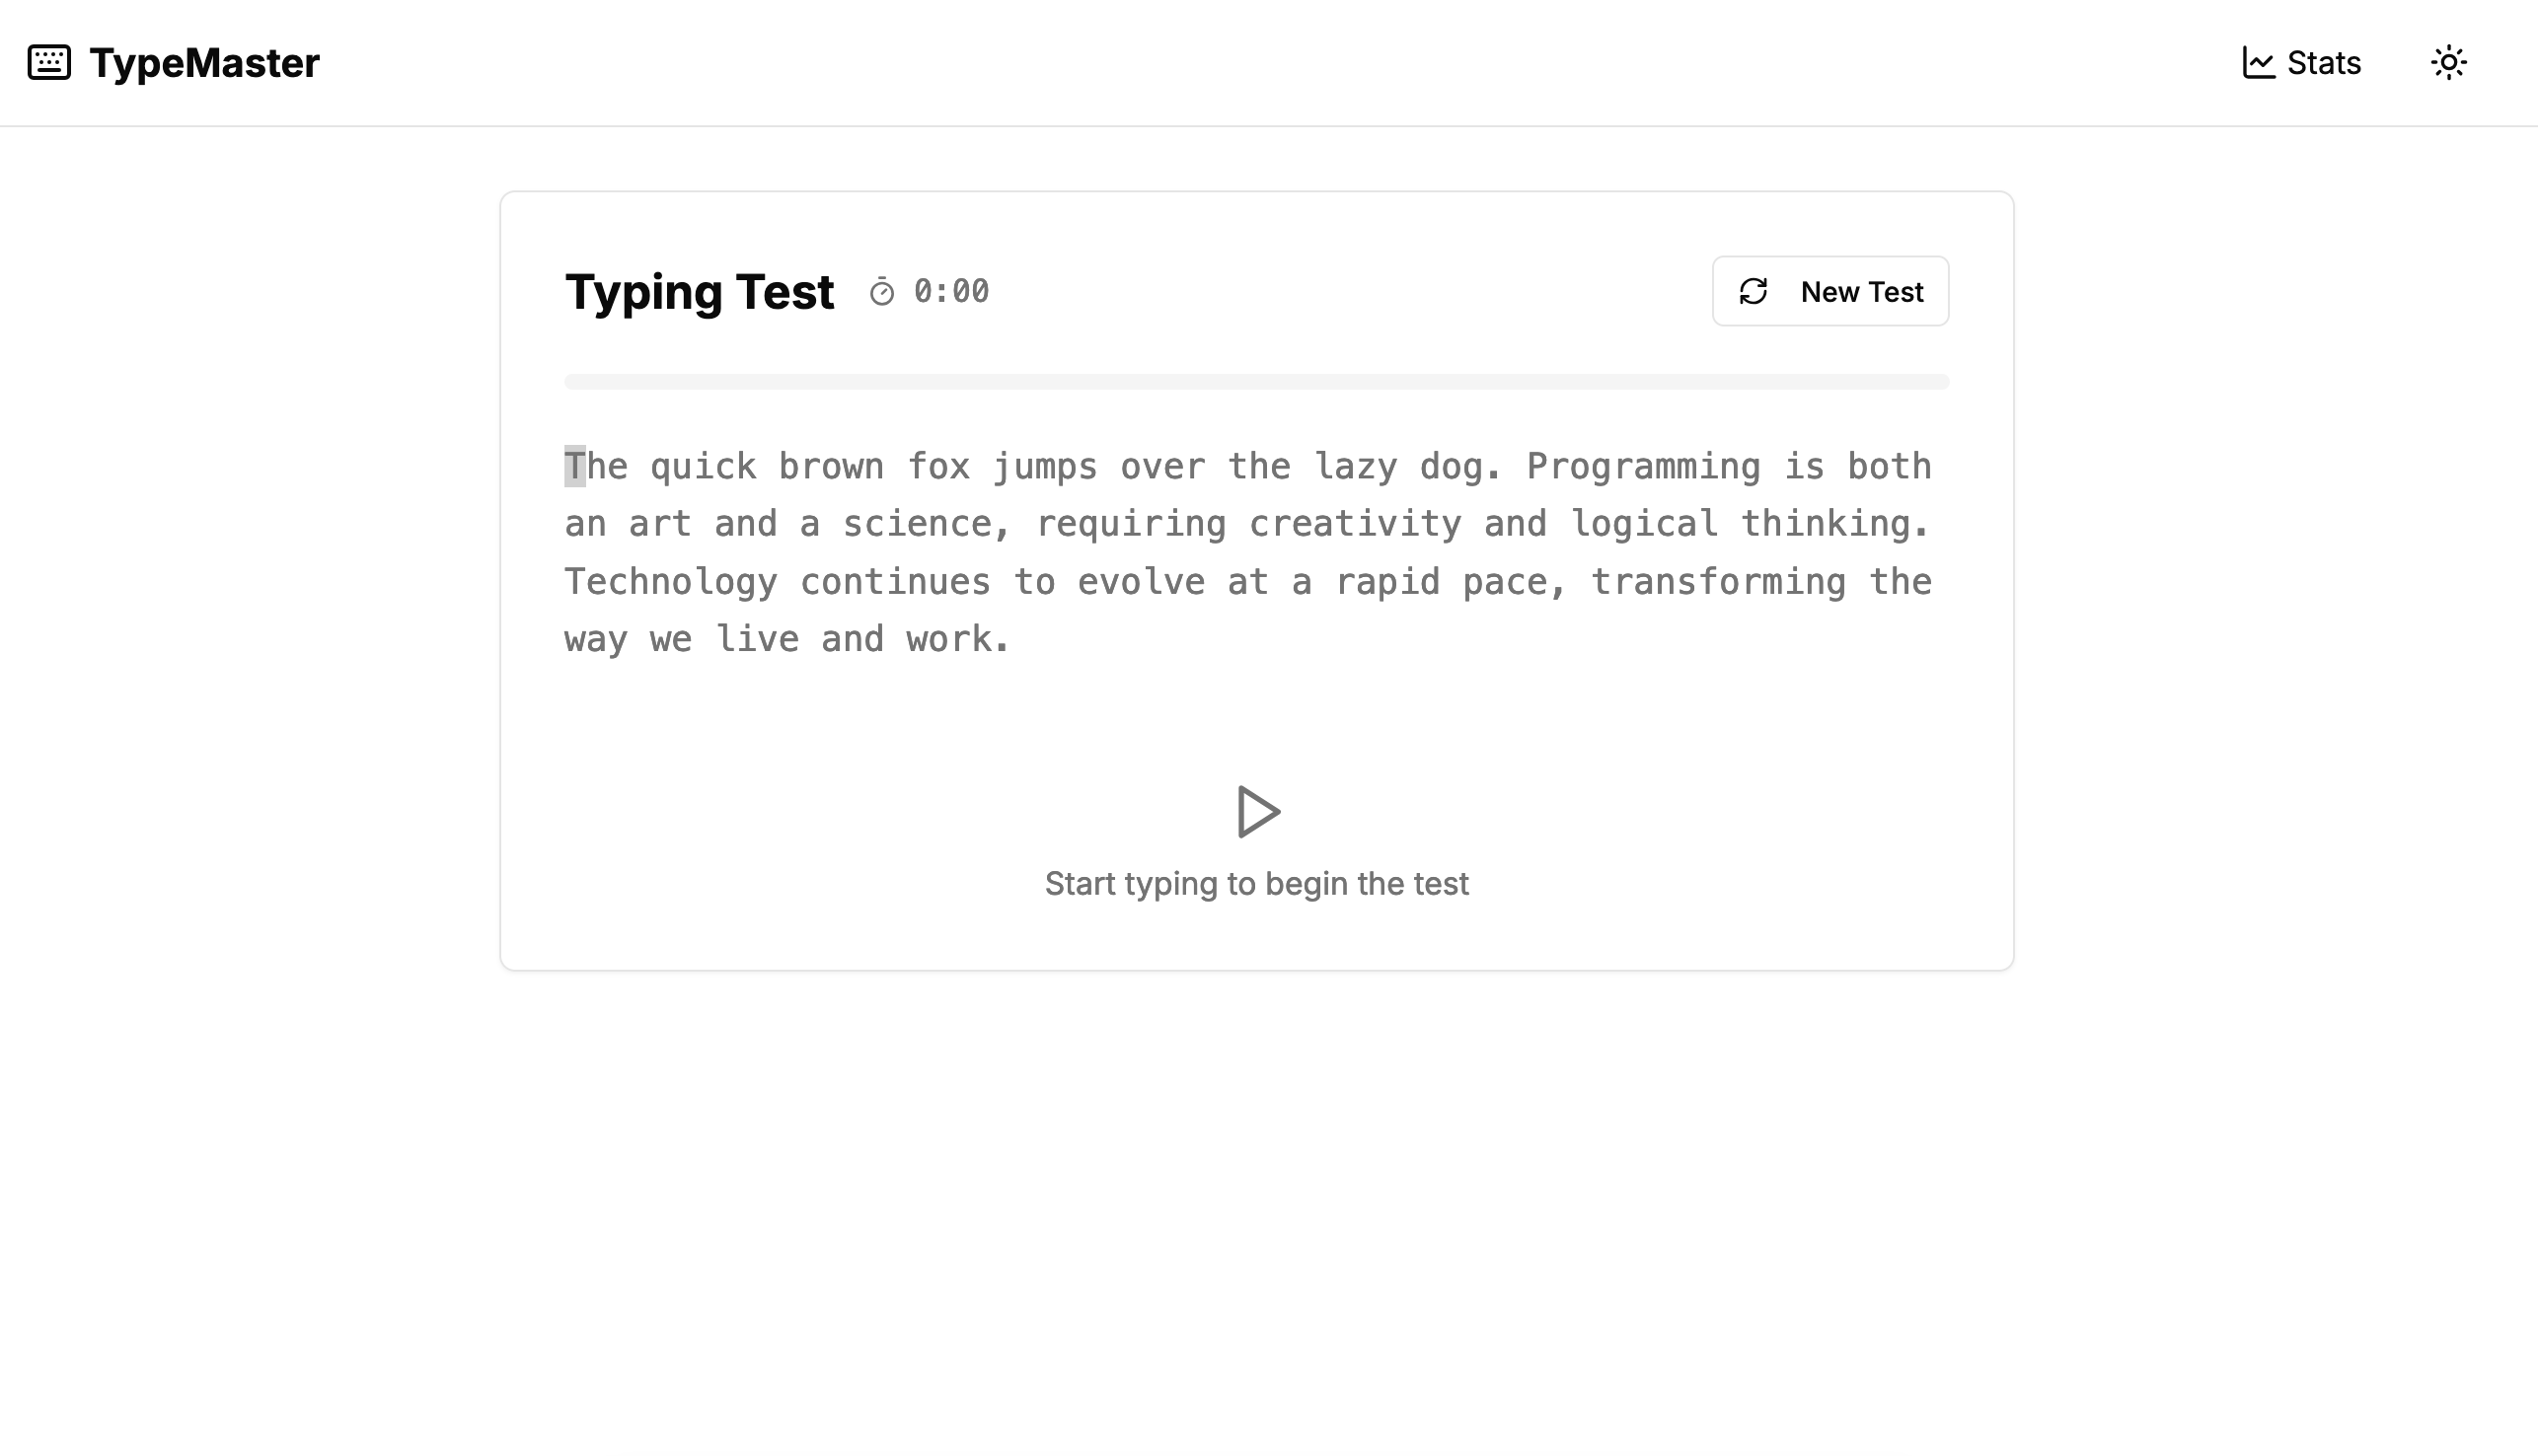 TypeMaster
Stats
Typing Test
0:00
New Test
The quick brown fox jumps over the lazy dog. Programming is both
an art and a science, requiring creativity and logical thinking.
Technology continues to evolve at a rapid pace, transforming the
way we live and work.
Start typing to begin the test